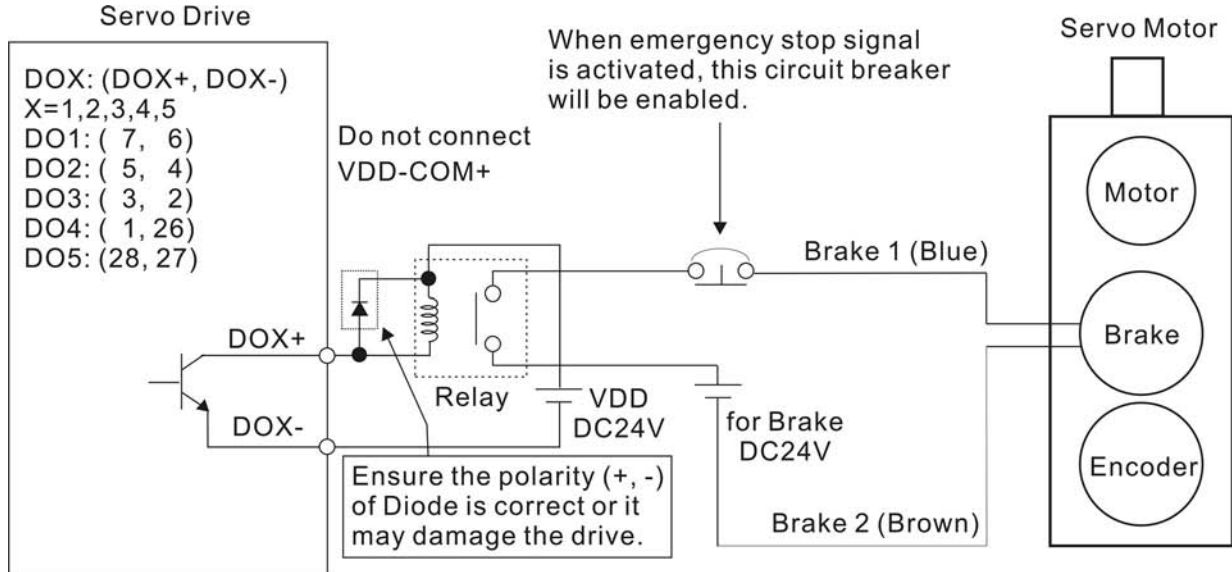 Servo Drive
DOX: (DOX+, DOX-)
X=1,2,3,4,5
DO1: ( 7, 6)
DO2: ( 5, 4)
DO3: ( 3, 2)
DO4: ( 1, 26)
DO5: (28, 27)
Do not connect
VDD-COM+
When emergency stop signal
is activated, this circuit breaker
will be enabled.
Servo Motor
Motor
Brake
Encoder
Brake 1 (Blue)
DOX+
DOX-
Relay
VDD
DC24V
for Brake
DC24V
Ensure the polarity (+, -)
of Diode is correct or it
may damage the drive.
Brake 2 (Brown)